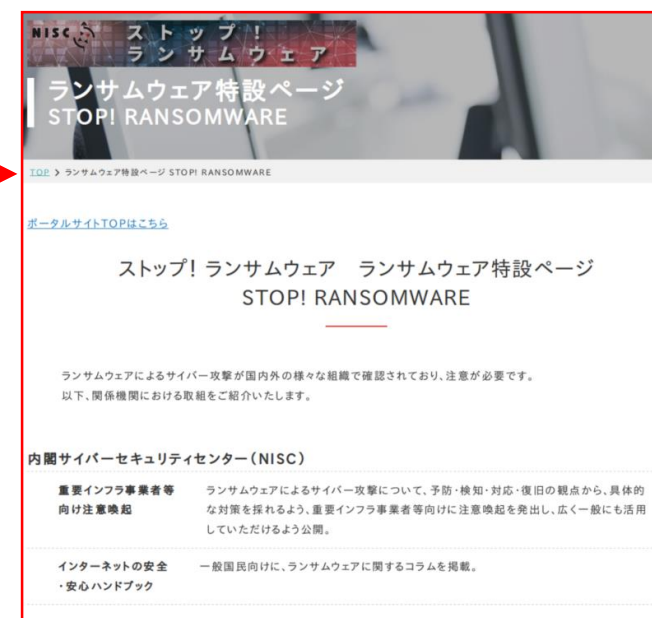 NISC ストップ!
ランサムウェア
ランサムウェア特設ページ
STOP! RANSOMWARE
TOP > ランサムウェア特設ページ STOP! RANSOMWARE
ポータルサイトTOPはこちら
ストップ! ランサムウェア　ランサムウェア特設ページ
STOP! RANSOMWARE
ランサムウェアによるサイバー攻撃が国内外の様々な組織で確認されており、注意が必要です。
以下、関係機関における取組をご紹介いたします。
内閣サイバーセキュリティセンター(NISC)
重要インフラ事業者等
向け注意喚起
ランサムウェアによるサイバー攻撃について、予防・検知・対応・復旧の観点から、具体的
な対策を採れるよう、重要インフラ事業者等向けに注意喚起を発出し、広く一般にも活用
していただけるよう公開。
インターネットの安全
・安心ハンドブック
一般国民向けに、ランサムウェアに関するコラムを掲載。